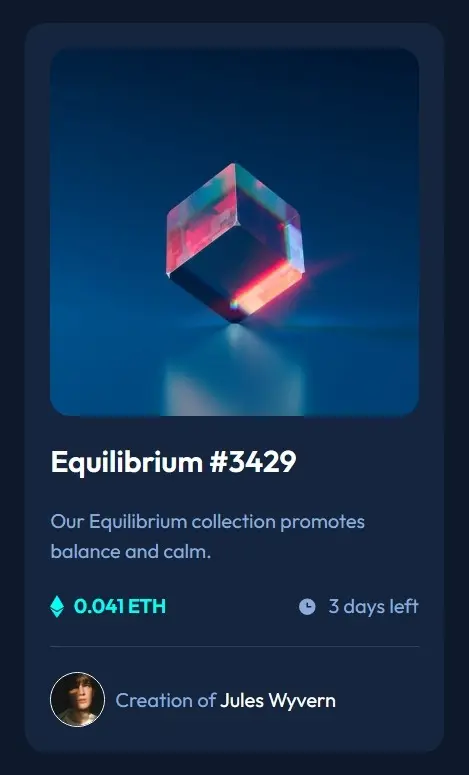 Equilibrium #3429
Our Equilibrium collection promotes
balance and calm.
0.041 ETH
3 days left
Creation of Jules Wyvern